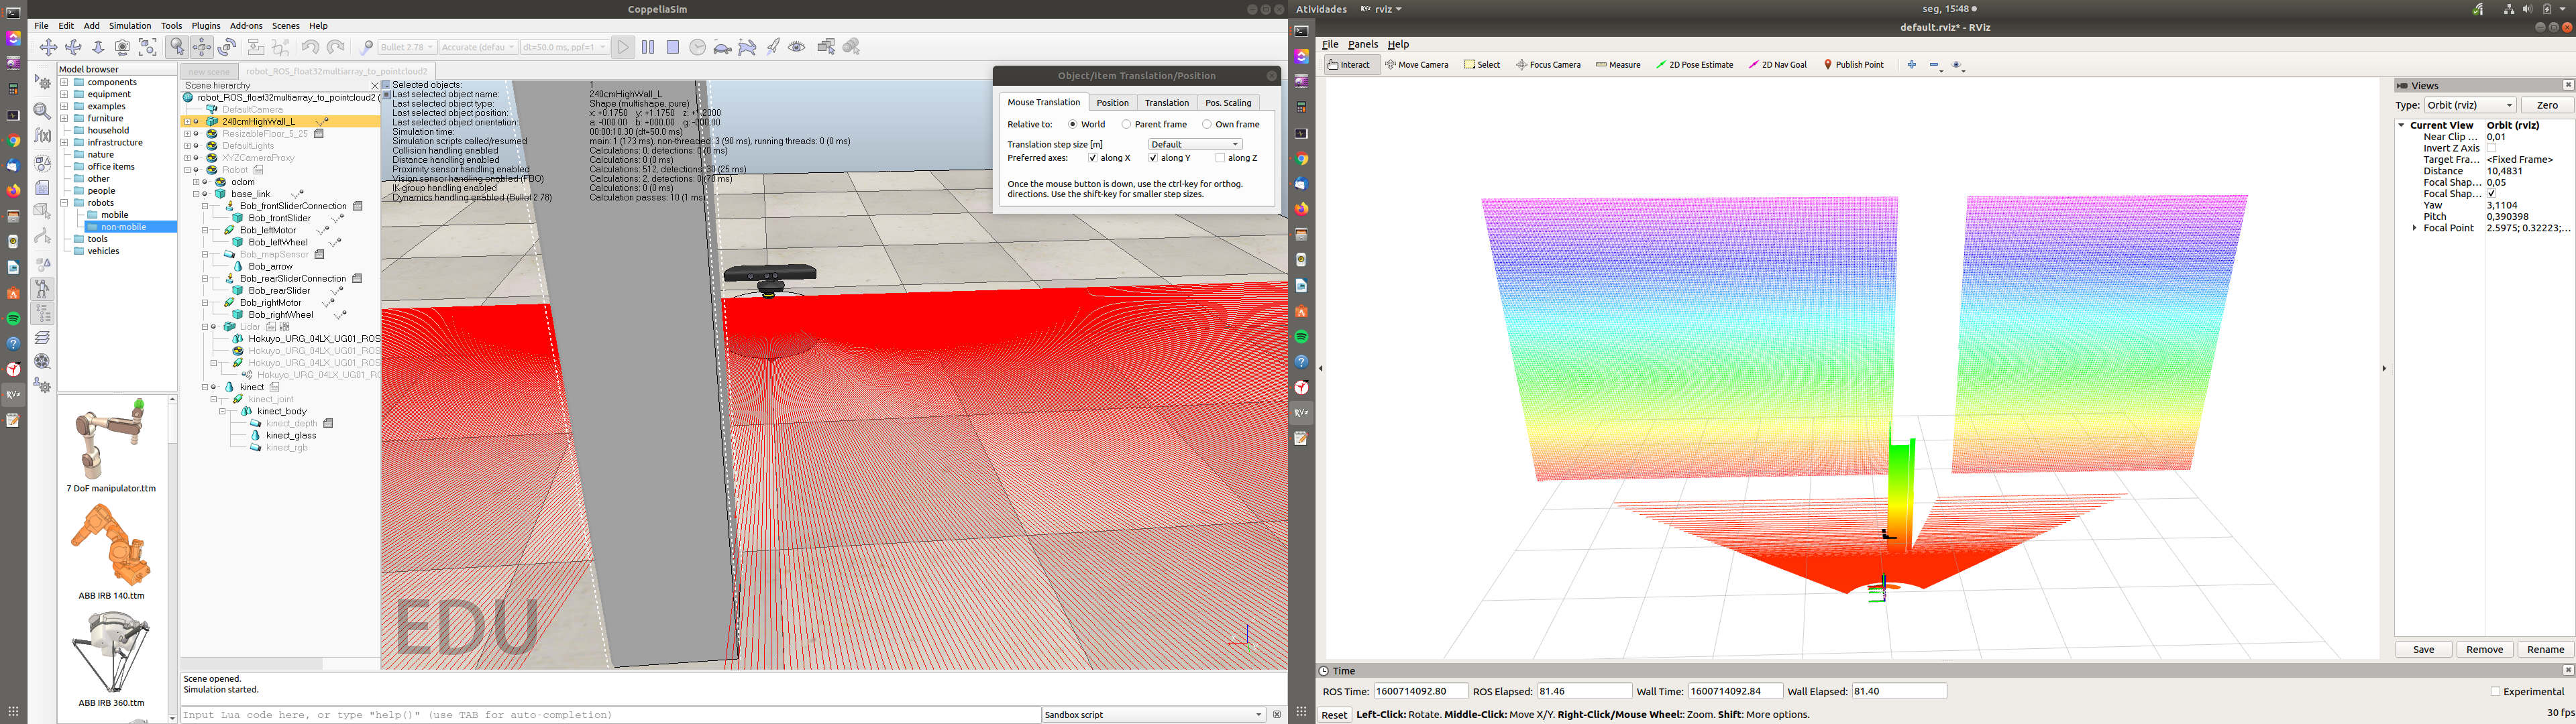 CoppeliaSim
File Edit Add Simulation Tools Plugins Add-ons Scenes Help
Bullet 2.78 Accurate (defau dt=50.0 ms, ppf=1
Model browser
components
equipment
examples
furniture
household
infrastructure
nature
office items
other
people
robots
mobile
non-mobile
tools
vehicles
7 DoF manipulator.ttm
ABB IRB 140.ttm
ABB IRB 360.ttm
new scene robot_ROS_float32multiarray_to_pointcloud2
Scene hierarchy
robot_ROS_float32multiarray_to_pointcloud2 (
DefaultCamera
240cmHighWall_L
ResizableFloor_5_25
DefaultLights
XYZCameraProxy
Robot
odom
base_link
Bob_frontSliderConnection
Bob_frontSlider
Bob_leftMotor
Bob_leftWheel
Bob_mapSensor
Bob_arrow
Bob_rearSliderConnection
Bob_rearSlider
Bob_rightMotor
Bob_rightWheel
Lidar
Hokuyo_URG_04LX_UG01_ROS
Hokuyo_URG_04LX_UG01_ROS
Hokuyo_URG_04LX_UG01_ROS
Hokuyo_URG_04LX_UG01_RO
kinect
kinect_joint
kinect_body
kinect_depth
kinect_glass
kinect_rgb
Selected objects: 1
Last selected object name: 240cmHighWall_L
Last selected object type: Shape (multishape, pure)
Last selected object position: x: +0.1750 y: +1.1750 z: +1.2000
Last selected object orientation: a: -000.00 b: +000.00 g: -000.00
Simulation time: 00:00:10.30 (dt=50.0 ms)
Simulation scripts called/resumed main: 1 (173 ms), non-threaded: 3 (90 ms), running threads: 0 (0 ms)
Collision handling enabled Calculations: 0, detections: 0 (0 ms)
Distance handling enabled Calculations: 0 (0 ms)
Proximity sensor handling enabled Calculations: 512, detections: 30 (25 ms)
Vision sensor handling enabled (FBO) Calculations: 2, detections: 0 (78 ms)
IK group handling enabled Calculations: 0 (0 ms)
Dynamics handling enabled (Bullet 2.78) Calculation passes: 10 (1 ms)
EDU
Object/Item Translation/Position
Mouse Translation Position Translation Pos. Scaling
Relative to: World Parent frame Own frame
Translation step size [m] Default
Preferred axes: along X along Y along Z
Once the mouse button is down, use the ctrl-key for orthog.
directions. Use the shift-key for smaller step sizes.
Scene opened.
Simulation started.
Input Lua code here, or type "help()" (use TAB for auto-completion)
Sandbox script
Atividades rviz seg, 15:48
default.rviz* - RViz
File Panels Help
Interact Move Camera Select Focus Camera Measure 2D Pose Estimate 2D Nav Goal Publish Point
Views
Type: Orbit (rviz) Zero
Current View Orbit (rviz)
Near Clip ... 0,01
Invert Z Axis
Target Fra... <Fixed Frame>
Distance 10,4831
Focal Shap... 0,05
Focal Shap...
Yaw 3,1104
Pitch 0,390398
Focal Point 2.5975; 0.32223;...
Save Remove Rename
Time
ROS Time: 1600714092.80 ROS Elapsed: 81.46 Wall Time: 1600714092.84 Wall Elapsed: 81.40 Experimental
Reset Left-Click: Rotate. Middle-Click: Move X/Y. Right-Click/Mouse Wheel:: Zoom. Shift: More options. 30 fps